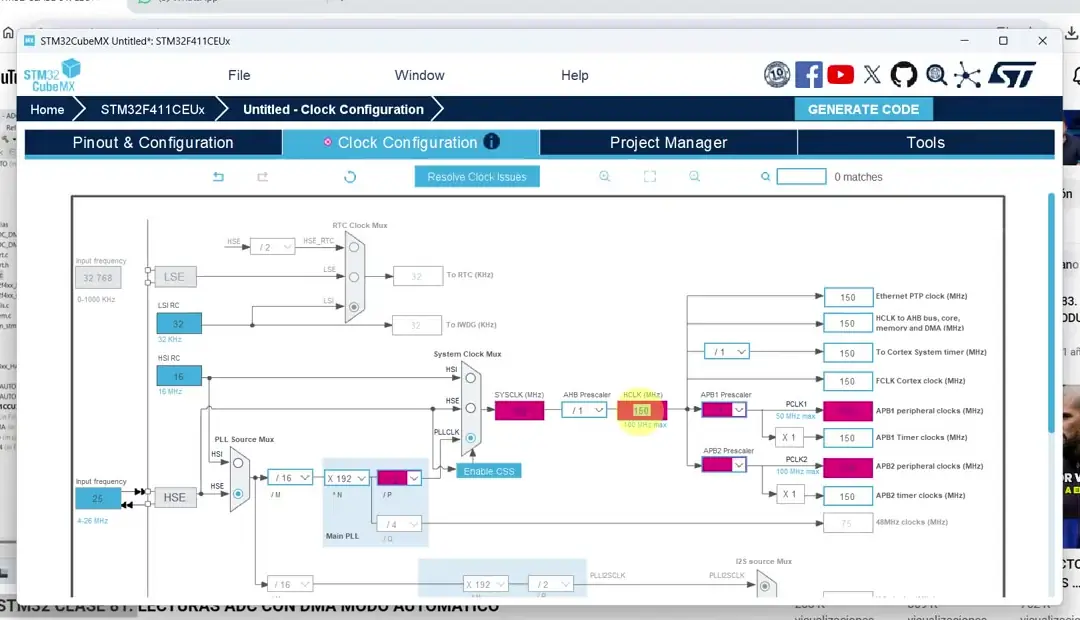 STM32CubeMX Untitled*: STM32F411CEUx
STM32
CubeMX
File
Window
Help
10
ST
Home
STM32F411CEUx
Untitled - Clock Configuration
GENERATE CODE
Pinout & Configuration
Clock Configuration
Project Manager
Tools
Resolve Clock Issues
0 matches
RTC Clock Mux
HSE
/ 2
HSE_RTC
Input frequency
32.768
LSE
LSE
32
To RTC (KHz)
0-1000 KHz
LSI RC
LSI
32
32
To IWDG (KHz)
32 KHz
150
Ethernet PTP clock (MHz)
150
HCLK to AHB bus, core,
memory and DMA (MHz)
HSI RC
16
16 MHz
System Clock Mux
HSI
/ 1
150
To Cortex System timer (MHz)
150
FCLK Cortex clock (MHz)
SYSCLK (MHz)
AHB Prescaler
HCLK (MHz)
APB1 Prescaler
HSE
/ 1
150
100 MHz max
PCLK1
50 MHz max
APB1 peripheral clocks (MHz)
PLLCLK
X 1
150
APB1 Timer clocks (MHz)
PLL Source Mux
HSI
Enable CSS
APB2 Prescaler
PCLK2
100 MHz max
APB2 peripheral clocks (MHz)
Input frequency
25
HSE
HSE
/ 16
X 192
/ M
* N
/ P
X 1
150
APB2 timer clocks (MHz)
4-26 MHz
/ 4
/ Q
75
48MHz clocks (MHz)
Main PLL
I2S source Mux
/ 16
X 192
/ 2
PLLI2SCLK
PLLI2SCLK
STM32 CLASE 61: LECTURAS ADC CON DMA MODO AUTOMATICO